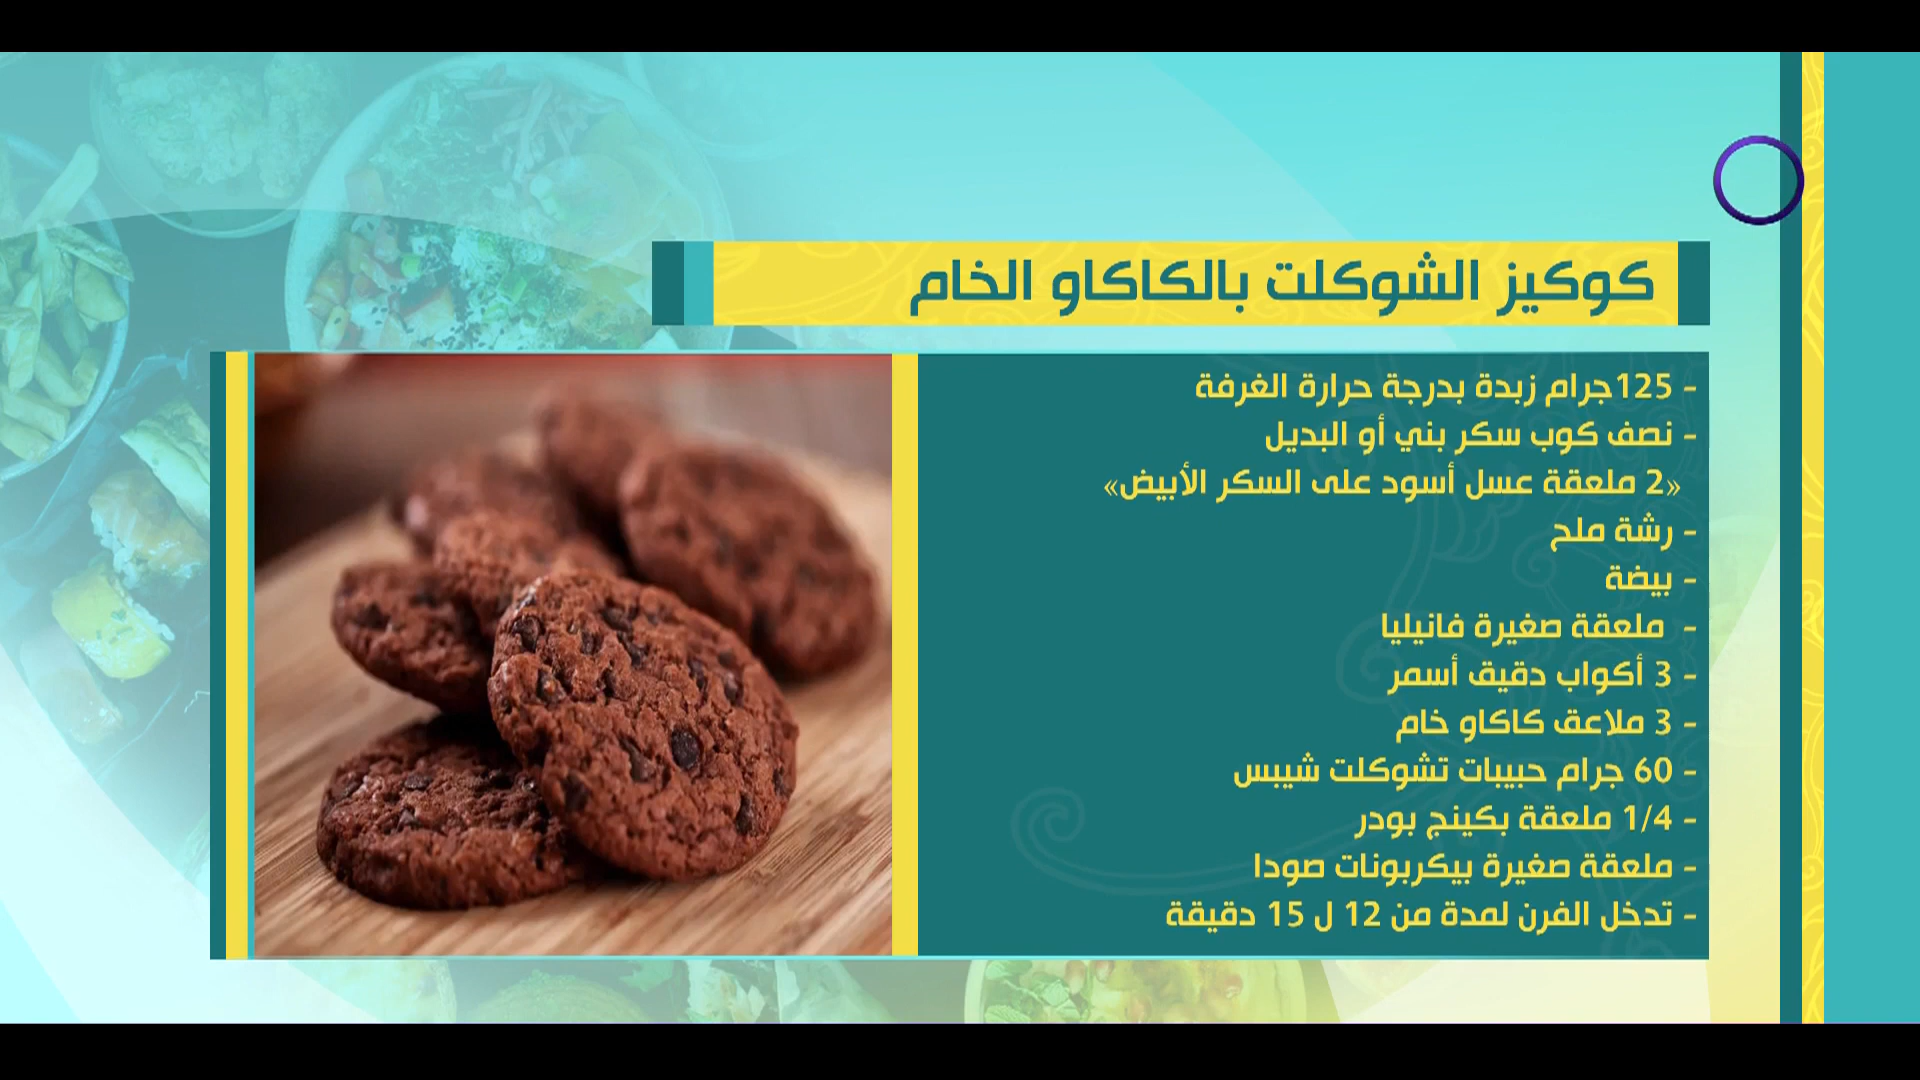 كوكيز الشوكلت بالكاكاو الخام
- 125جرام زبدة بدرجة حرارة الغرفة
- نصف كوب سكر بني أو البديل
«2 ملعقة عسل أسود على السكر الأبيض»
- رشة ملح
- بيضة
- ملعقة صغيرة فانيليا
- 3 أكواب دقيق أسمر
- 3 ملاعق كاكاو خام
- 60 جرام حبيبات تشوكلت شيبس
- 1/4 ملعقة بكينج بودر
- ملعقة صغيرة بيكربونات صودا
- تدخل الفرن لمدة من 12 ل 15 دقيقة